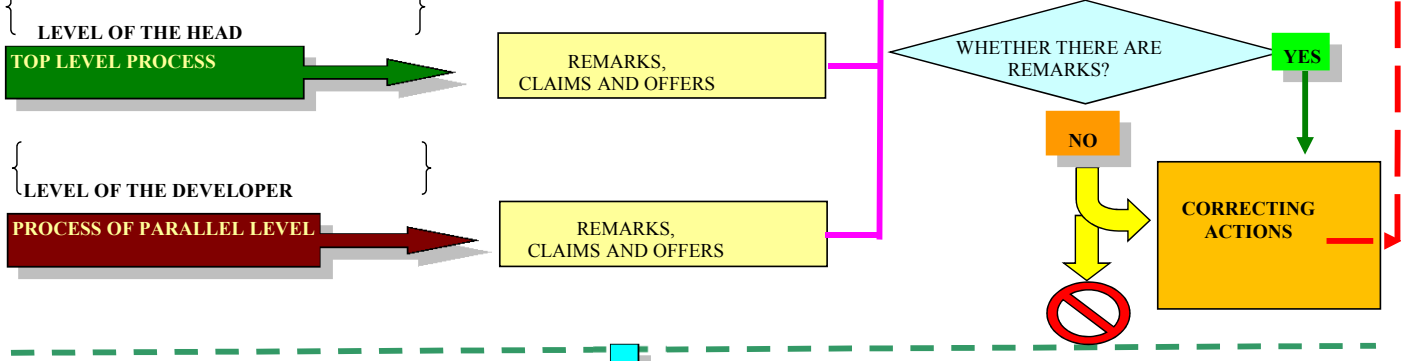 LEVEL OF THE HEAD
TOP LEVEL PROCESS
REMARKS,
CLAIMS AND OFFERS
WHETHER THERE ARE
REMARKS?
YES
NO
LEVEL OF THE DEVELOPER
PROCESS OF PARALLEL LEVEL
REMARKS,
CLAIMS AND OFFERS
CORRECTING
ACTIONS